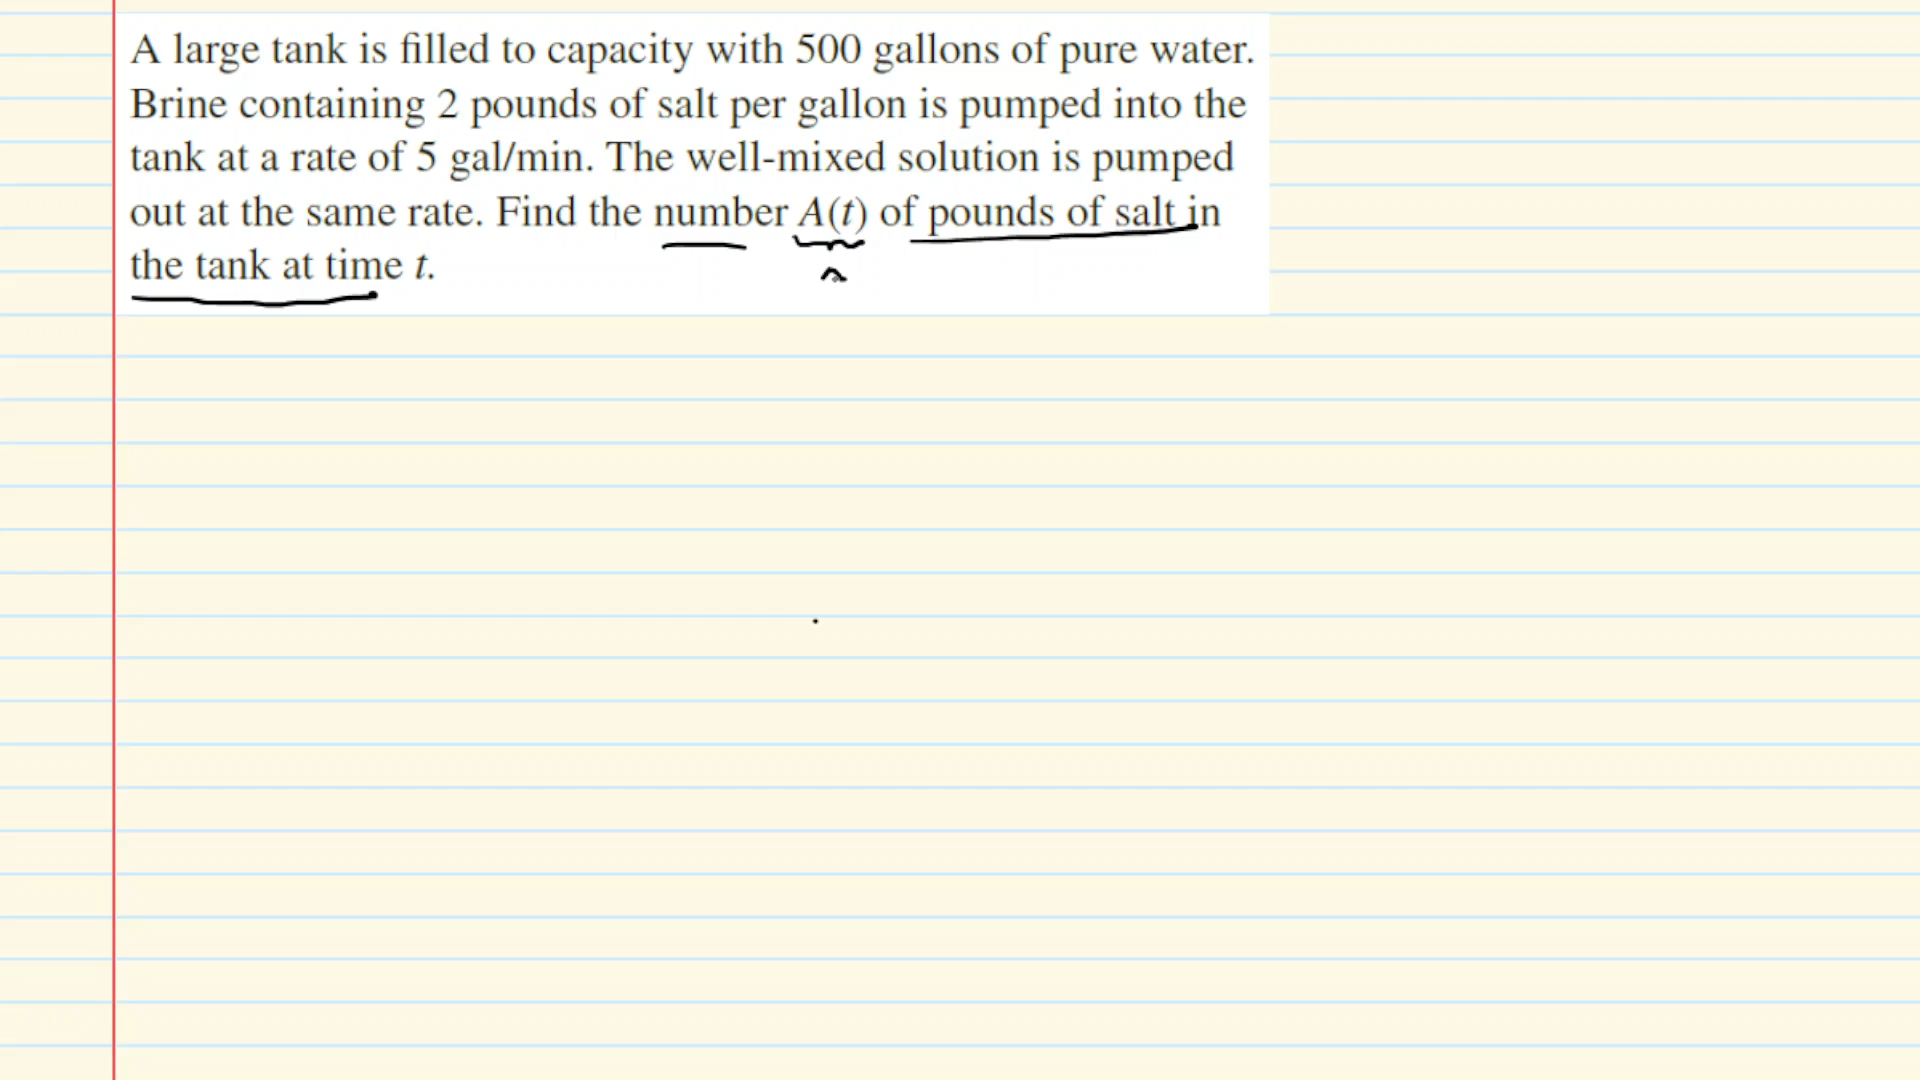 A large tank is filled to capacity with 500 gallons of pure water.
Brine containing 2 pounds of salt per gallon is pumped into the
tank at a rate of 5 gal/min. The well-mixed solution is pumped
out at the same rate. Find the number A(t) of pounds of salt in
the tank at time t.